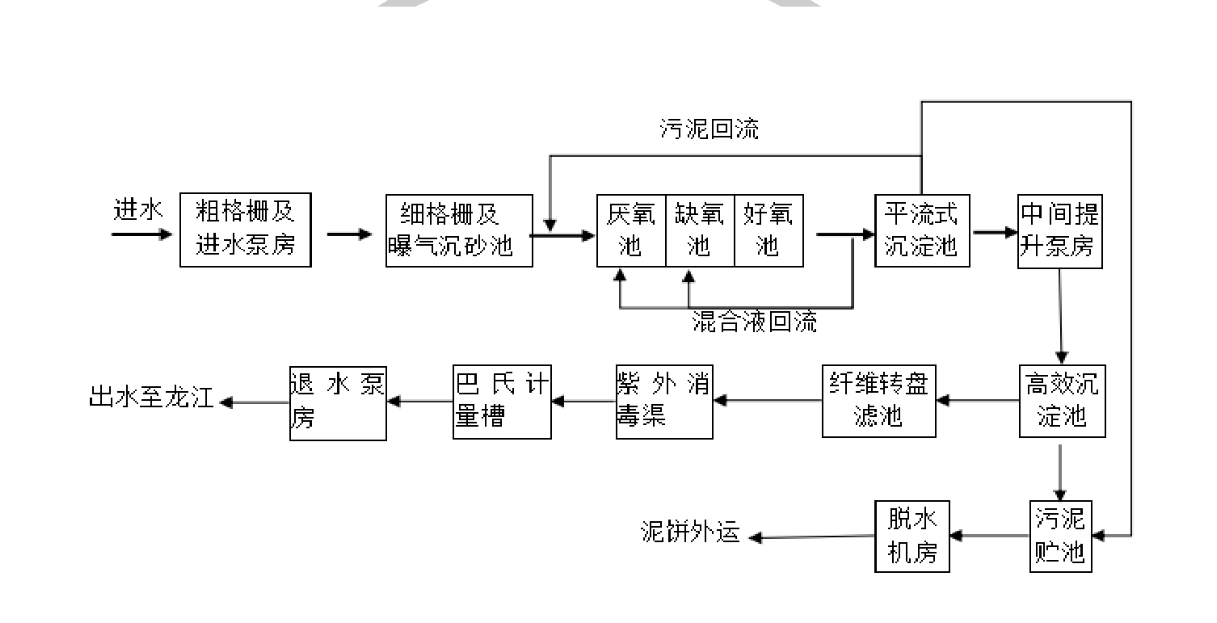 污泥回流
进水
粗格栅及
进水泵房
细格栅及
曝气沉砂池
厌氧
池
缺氧
池
好氧
池
平流式
沉淀池
中间提
升泵房
混合液回流
出水至龙江
退水泵
房
巴氏计
量槽
紫外消
毒渠
纤维转盘
滤池
高效沉
淀池
泥饼外运
脱水
机房
污泥
贮池